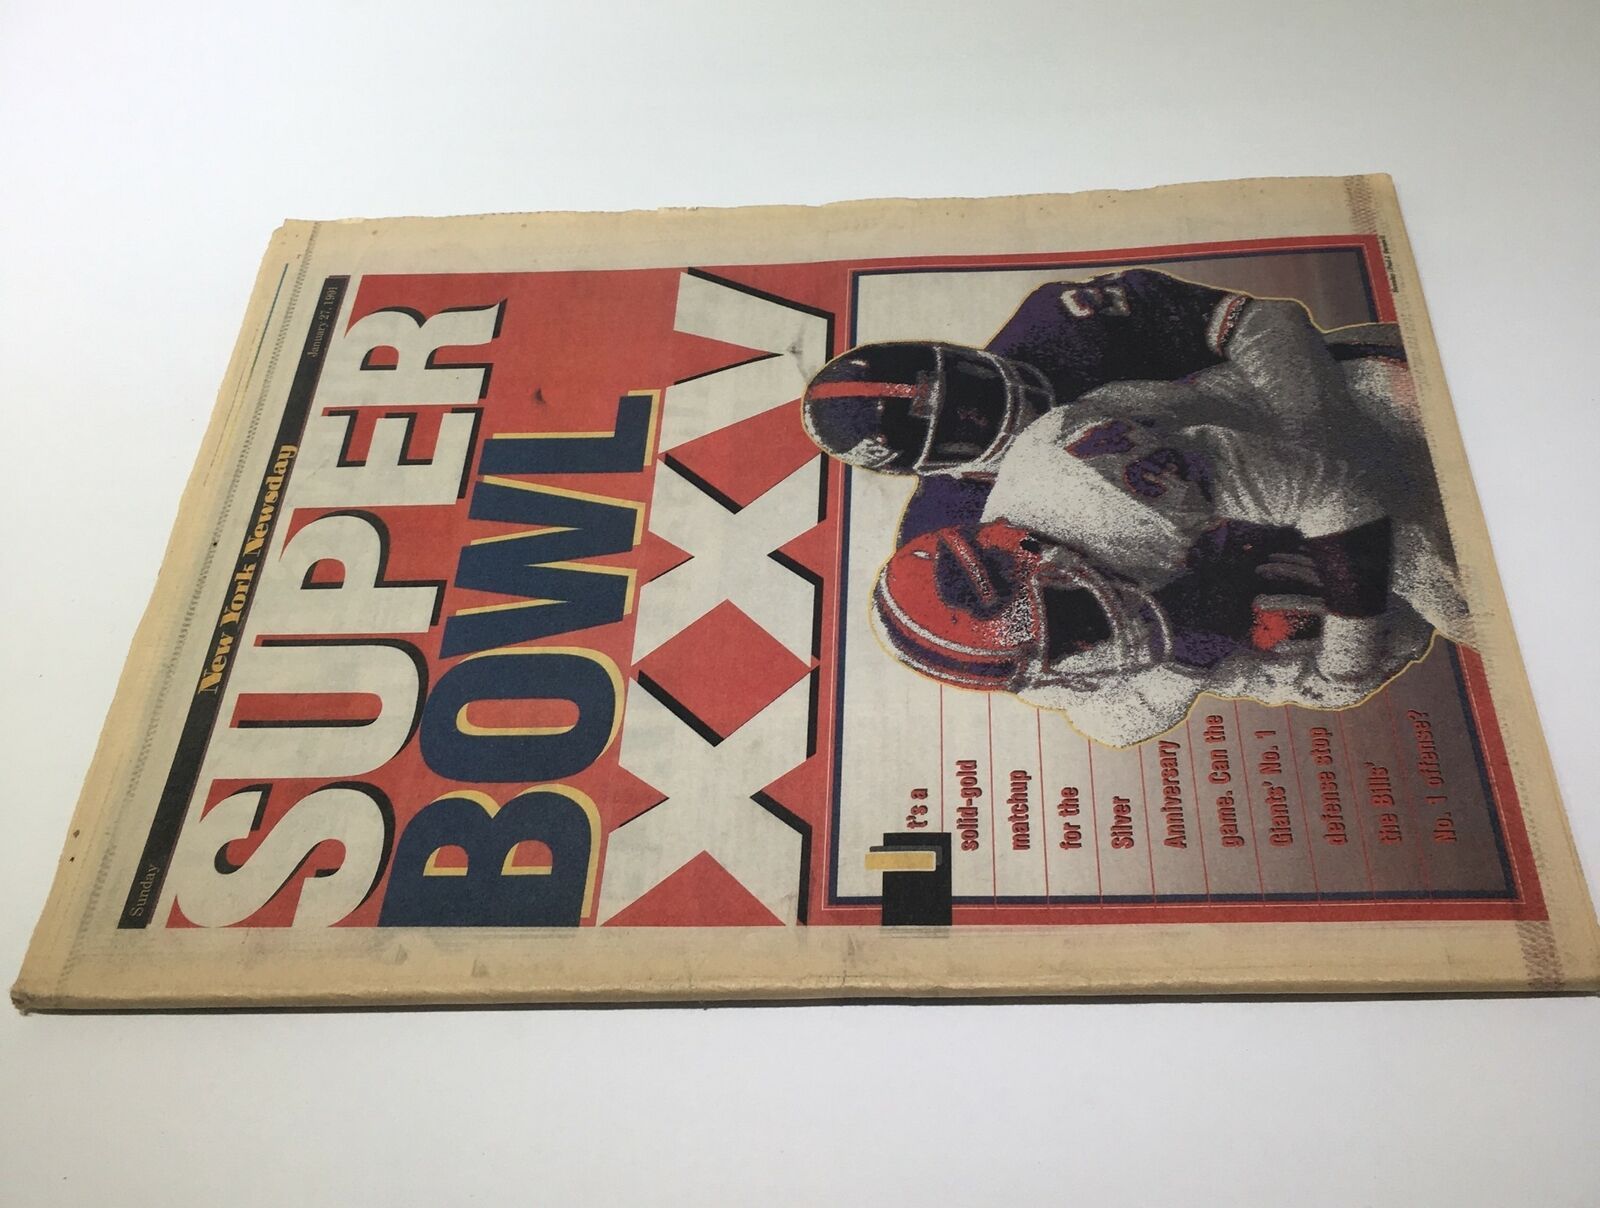 Sunday
New York Newsday
January 27, 1991
SUPER
BOWL
XXV
It's a
solid-gold
matchup
for the
Silver
Anniversary
game. Can the
Giants' No. 1
defense stop
the Bills'
No. 1 offense?